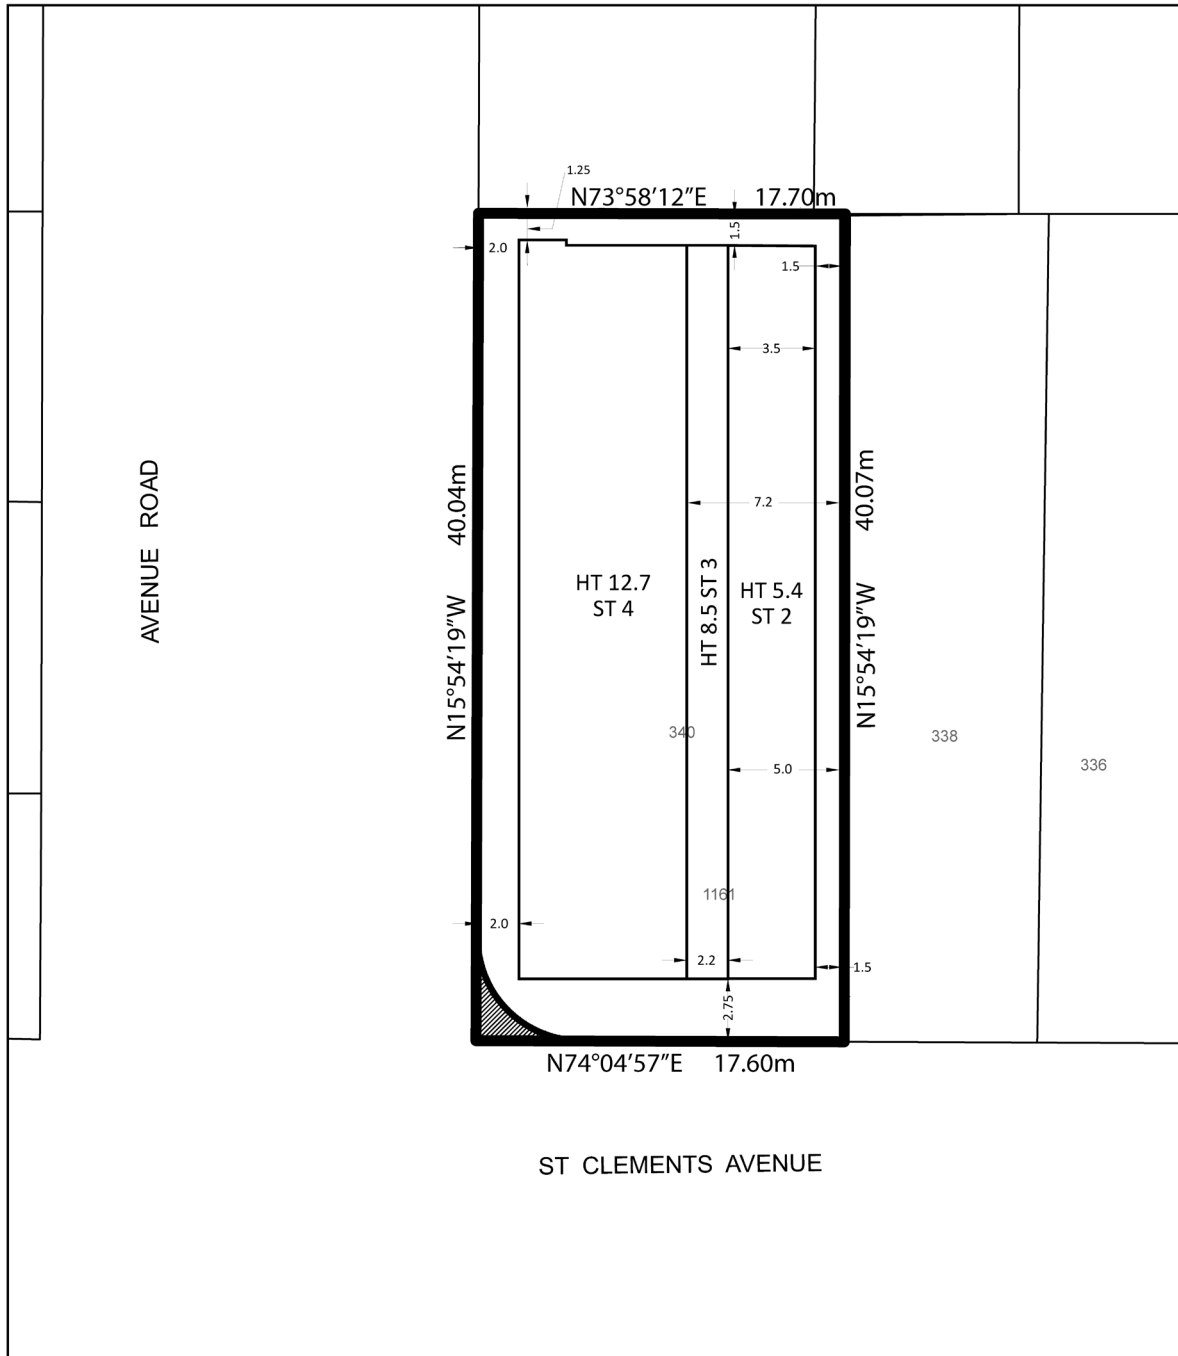 1.25
N73°58'12"E 17.70m
1.5
2.0
1.5
3.5
AVENUE ROAD
N15°54'19"W 40.04m
N15°54'19"W 40.07m
7.2
HT 12.7
ST 4
HT 8.5 ST 3
HT 5.4
ST 2
340
338
336
5.0
1161
2.0
2.2
1.5
2.75
N74°04'57"E 17.60m
ST CLEMENTS AVENUE